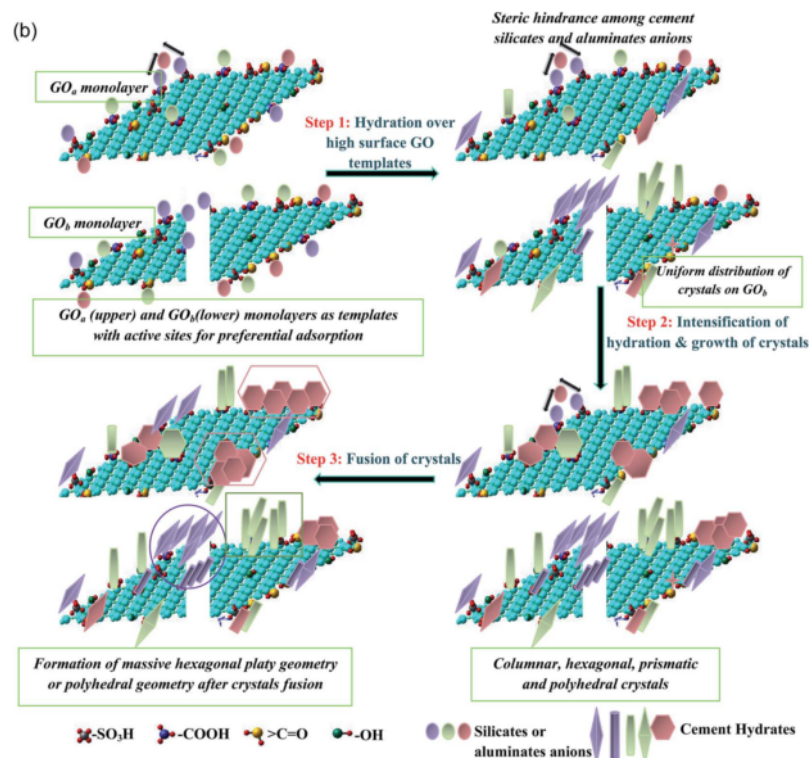 (b)
Steric hindrance among cement
silicates and aluminates anions
GOa monolayer
Step 1: Hydration over
high surface GO
templates
GOb monolayer
Uniform distribution of
crystals on GOb
GOa (upper) and GOb(lower) monolayers as templates
with active sites for preferential adsorption
Step 2: Intensification of
hydration & growth of crystals
Step 3: Fusion of crystals
Formation of massive hexagonal platy geometry
or polyhedral geometry after crystals fusion
Columnar, hexagonal, prismatic
and polyhedral crystals
-SO3H
-COOH
>C=O
-OH
Silicates or
aluminates anions
Cement Hydrates